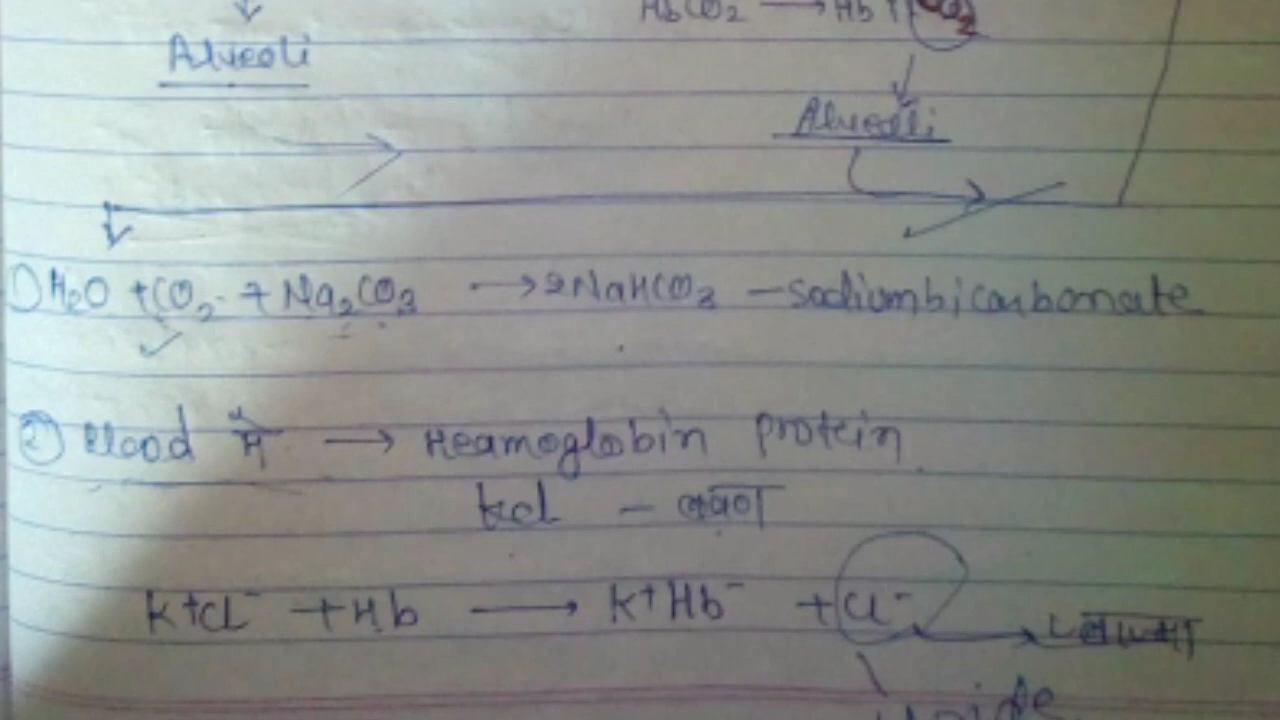 HbCO2 → Hb + CO2
Alveoli
Alveoli
1) H2O + CO2 + Na2CO3 → 2NaHCO3 - sodiumbicarbomate
2) Blood में → Heamoglobin protein
kcl - लवण
K+cl- + Hb → K+Hb- + cl- →